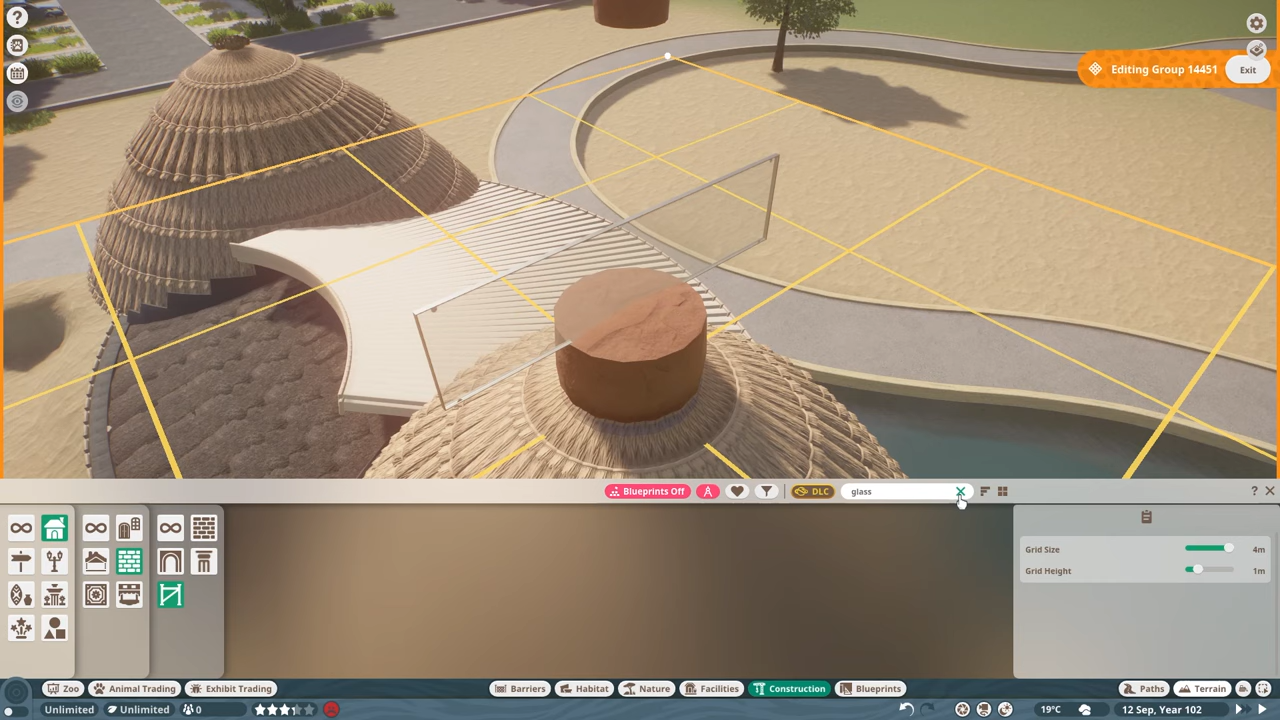 Editing Group 14451
Exit
Blueprints Off
DLC
glass
?
Grid Size 4m
Grid Height 1m
Zoo
Animal Trading
Exhibit Trading
Barriers
Habitat
Nature
Facilities
Construction
Blueprints
Paths
Terrain
Unlimited
Unlimited
0
19°C
12 Sep, Year 102